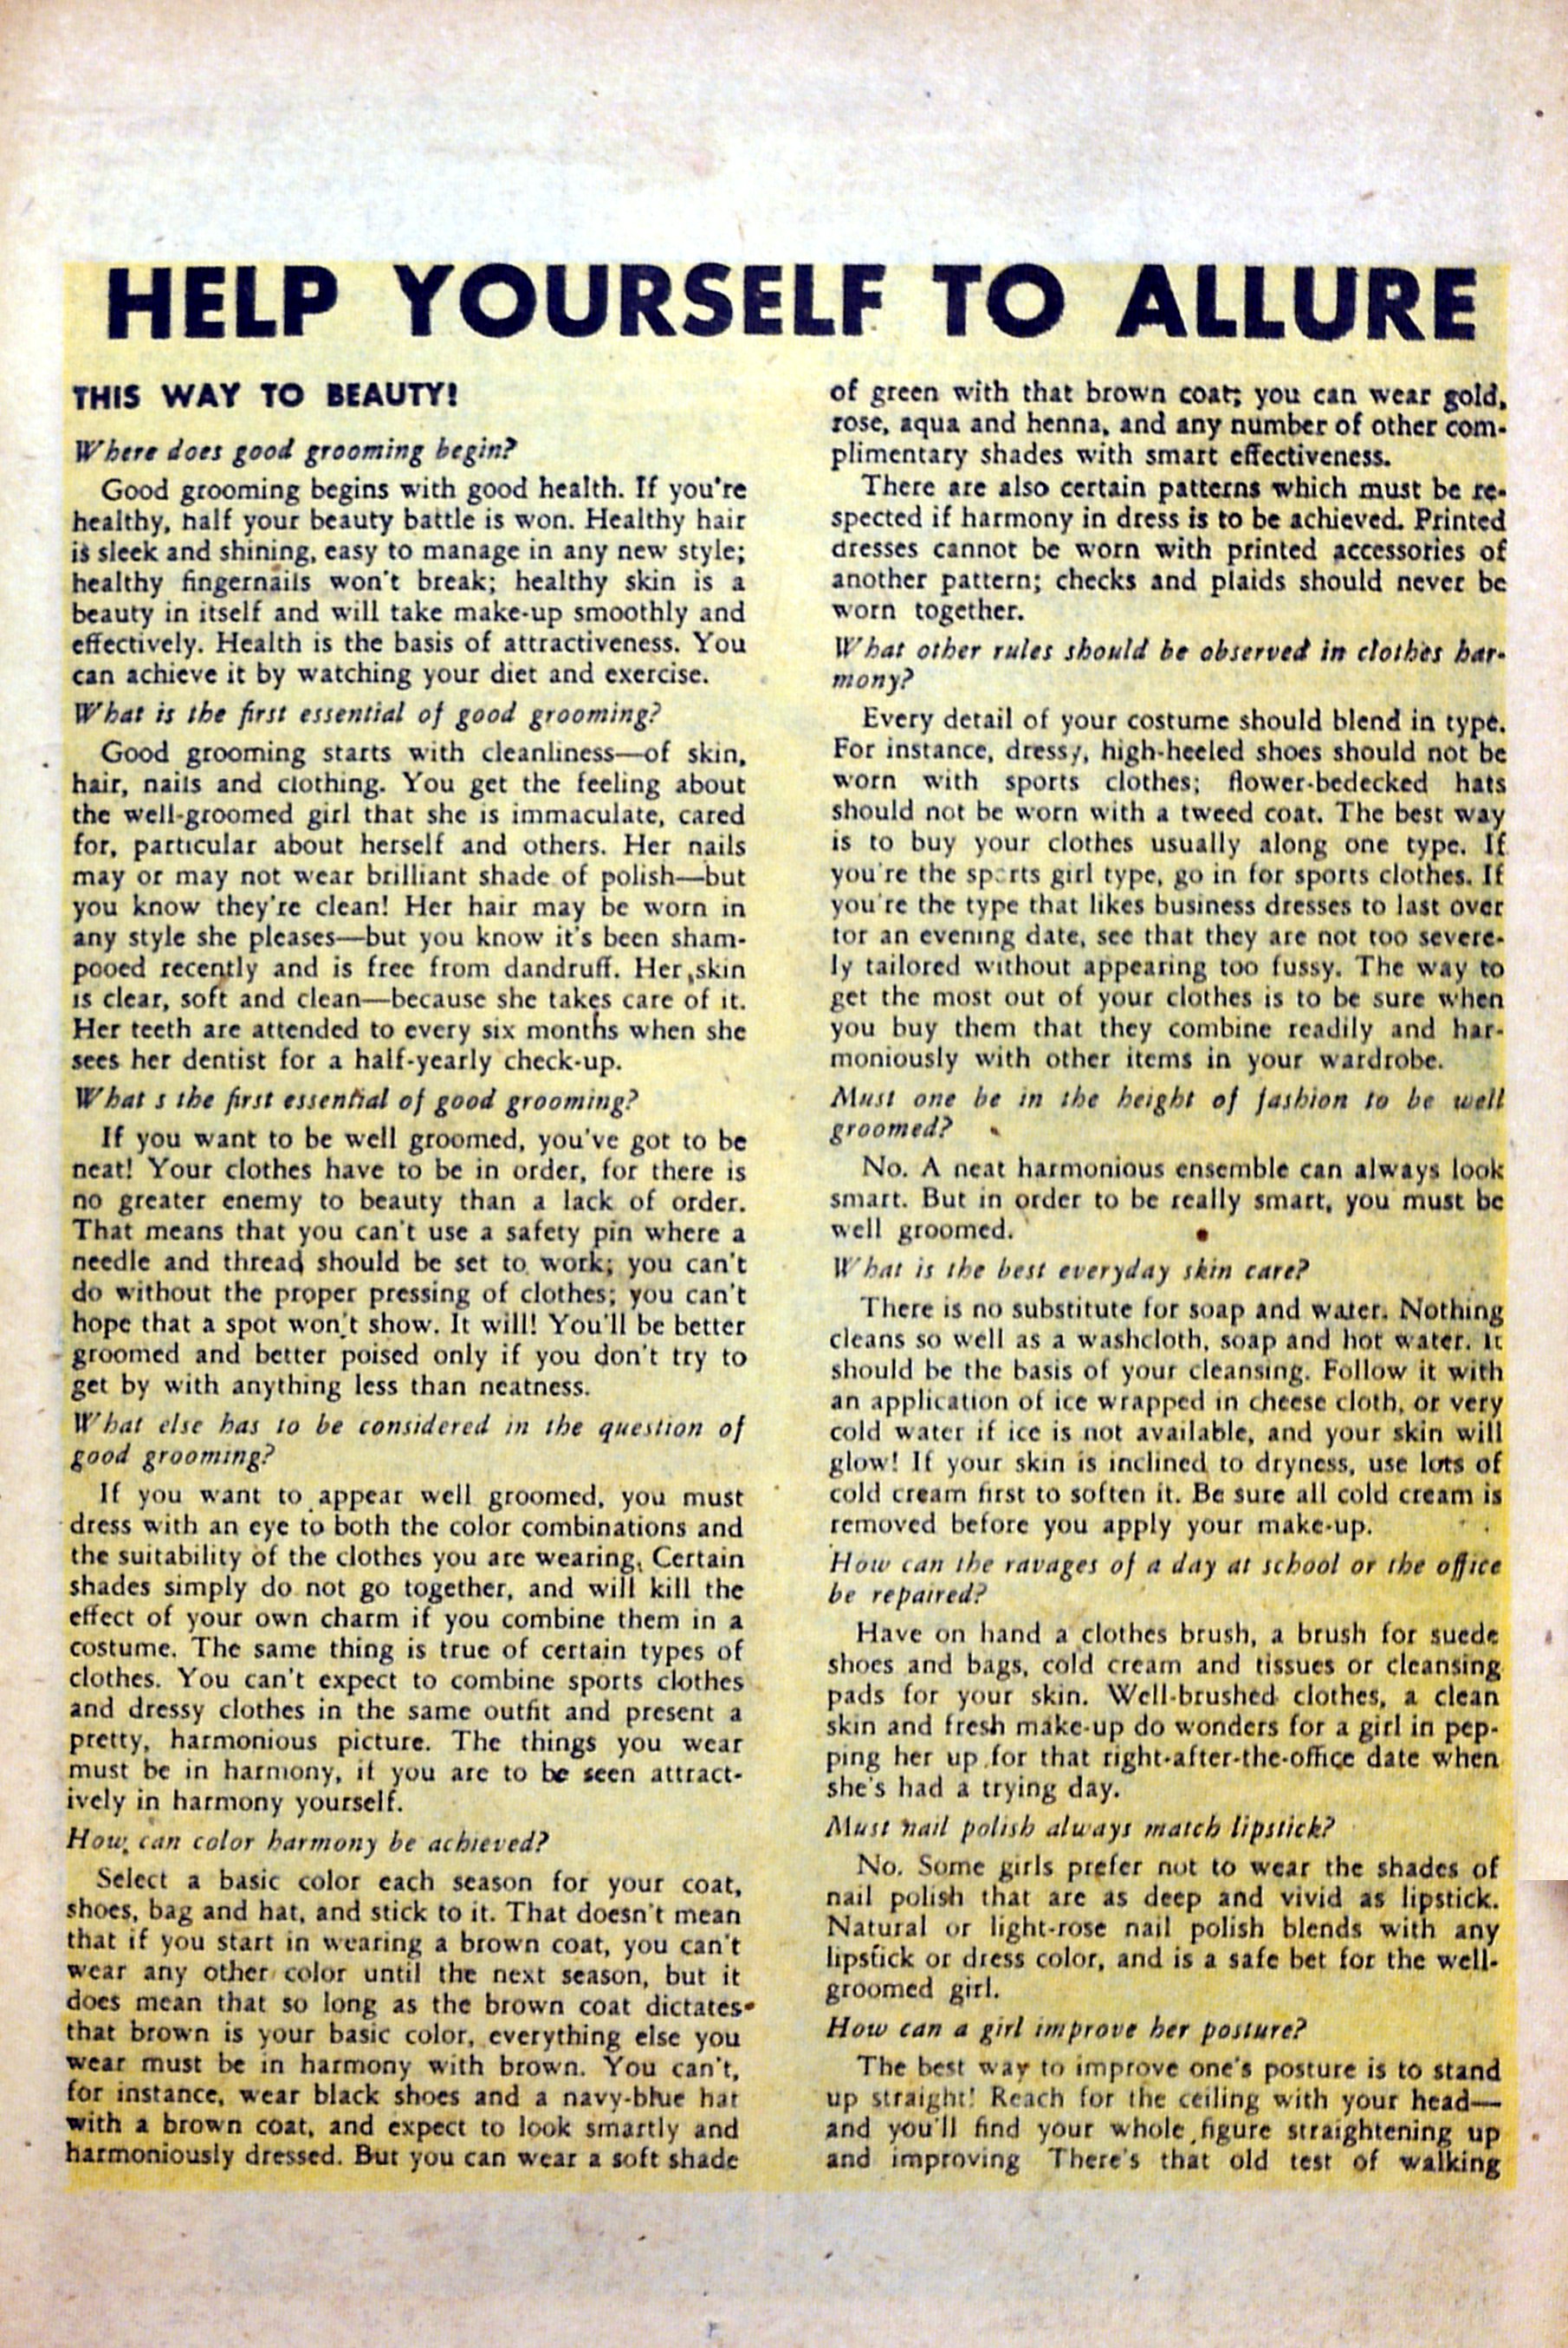 HELP YOURSELF TO ALLURE
THIS WAY TO BEAUTY!
Where does good grooming begin?
Good grooming begins with good health. If you're
healthy, half your beauty battle is won. Healthy hair
is sleek and shining, easy to manage in any new style;
healthy fingernails won't break; healthy skin is a
beauty in itself and will take make-up smoothly and
effectively. Health is the basis of attractiveness. You
can achieve it by watching your diet and exercise.
What is the first essential of good grooming?
Good grooming starts with cleanliness—of skin,
hair, nails and clothing. You get the feeling about
the well-groomed girl that she is immaculate, cared
for, particular about herself and others. Her nails
may or may not wear brilliant shade of polish—but
you know they're clean! Her hair may be worn in
any style she pleases—but you know it's been sham-
pooed recently and is free from dandruff. Her skin
is clear, soft and clean—because she takes care of it.
Her teeth are attended to every six months when she
sees her dentist for a half-yearly check-up.
What s the first essential of good grooming?
If you want to be well groomed, you've got to be
neat! Your clothes have to be in order, for there is
no greater enemy to beauty than a lack of order.
That means that you can't use a safety pin where a
needle and thread should be set to work; you can't
do without the proper pressing of clothes; you can't
hope that a spot won't show. It will! You'll be better
groomed and better poised only if you don't try to
get by with anything less than neatness.
What else has to be considered in the question of
good grooming?
If you want to appear well groomed, you must
dress with an eye to both the color combinations and
the suitability of the clothes you are wearing. Certain
shades simply do not go together, and will kill the
effect of your own charm if you combine them in a
costume. The same thing is true of certain types of
clothes. You can't expect to combine sports clothes
and dressy clothes in the same outfit and present a
pretty, harmonious picture. The things you wear
must be in harmony, if you are to be seen attract-
ively in harmony yourself.
How can color harmony be achieved?
Select a basic color each season for your coat,
shoes, bag and hat, and stick to it. That doesn't mean
that if you start in wearing a brown coat, you can't
wear any other color until the next season, but it
does mean that so long as the brown coat dictates
that brown is your basic color, everything else you
wear must be in harmony with brown. You can't,
for instance, wear black shoes and a navy-blue hat
with a brown coat, and expect to look smartly and
harmoniously dressed. But you can wear a soft shade
of green with that brown coat; you can wear gold,
rose, aqua and henna, and any number of other com-
plimentary shades with smart effectiveness.
There are also certain patterns which must be re-
spected if harmony in dress is to be achieved. Printed
dresses cannot be worn with printed accessories of
another pattern; checks and plaids should never be
worn together.
What other rules should be observed in clothes har-
mony?
Every detail of your costume should blend in type.
For instance, dressy, high-heeled shoes should not be
worn with sports clothes; flower-bedecked hats
should not be worn with a tweed coat. The best way
is to buy your clothes usually along one type. If
you're the sports girl type, go in for sports clothes. If
you're the type that likes business dresses to last over
for an evening date, see that they are not too severe-
ly tailored without appearing too fussy. The way to
get the most out of your clothes is to be sure when
you buy them that they combine readily and har-
moniously with other items in your wardrobe.
Must one be in the height of fashion to be well
groomed?
No. A neat harmonious ensemble can always look
smart. But in order to be really smart, you must be
well groomed.
What is the best everyday skin care?
There is no substitute for soap and water. Nothing
cleans so well as a washcloth, soap and hot water. It
should be the basis of your cleansing. Follow it with
an application of ice wrapped in cheese cloth, or very
cold water if ice is not available, and your skin will
glow! If your skin is inclined to dryness, use lots of
cold cream first to soften it. Be sure all cold cream is
removed before you apply your make-up.
How can the ravages of a day at school or the office
be repaired?
Have on hand a clothes brush, a brush for suede
shoes and bags, cold cream and tissues or cleansing
pads for your skin. Well-brushed clothes, a clean
skin and fresh make-up do wonders for a girl in pep-
ping her up for that right-after-the-office date when
she's had a trying day.
Must nail polish always match lipstick?
No. Some girls prefer not to wear the shades of
nail polish that are as deep and vivid as lipstick.
Natural or light-rose nail polish blends with any
lipstick or dress color, and is a safe bet for the well-
groomed girl.
How can a girl improve her posture?
The best way to improve one's posture is to stand
up straight! Reach for the ceiling with your head—
and you'll find your whole figure straightening up
and improving There's that old test of walking